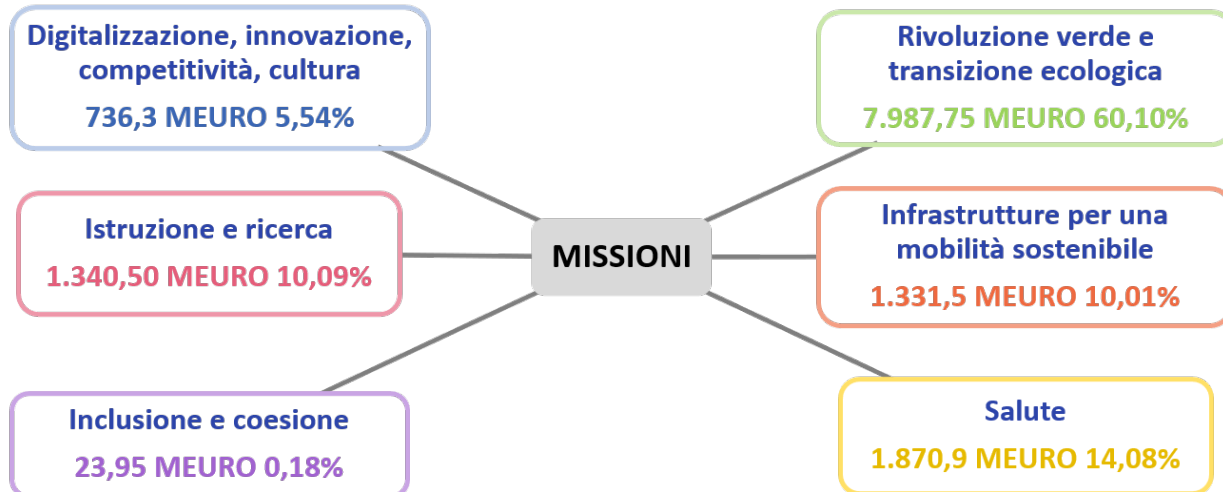 Digitalizzazione, innovazione,
competitività, cultura
736,3 MEURO 5,54%
Rivoluzione verde e
transizione ecologica
7.987,75 MEURO 60,10%
Istruzione e ricerca
1.340,50 MEURO 10,09%
MISSIONI
Infrastrutture per una
mobilità sostenibile
1.331,5 MEURO 10,01%
Inclusione e coesione
23,95 MEURO 0,18%
Salute
1.870,9 MEURO 14,08%